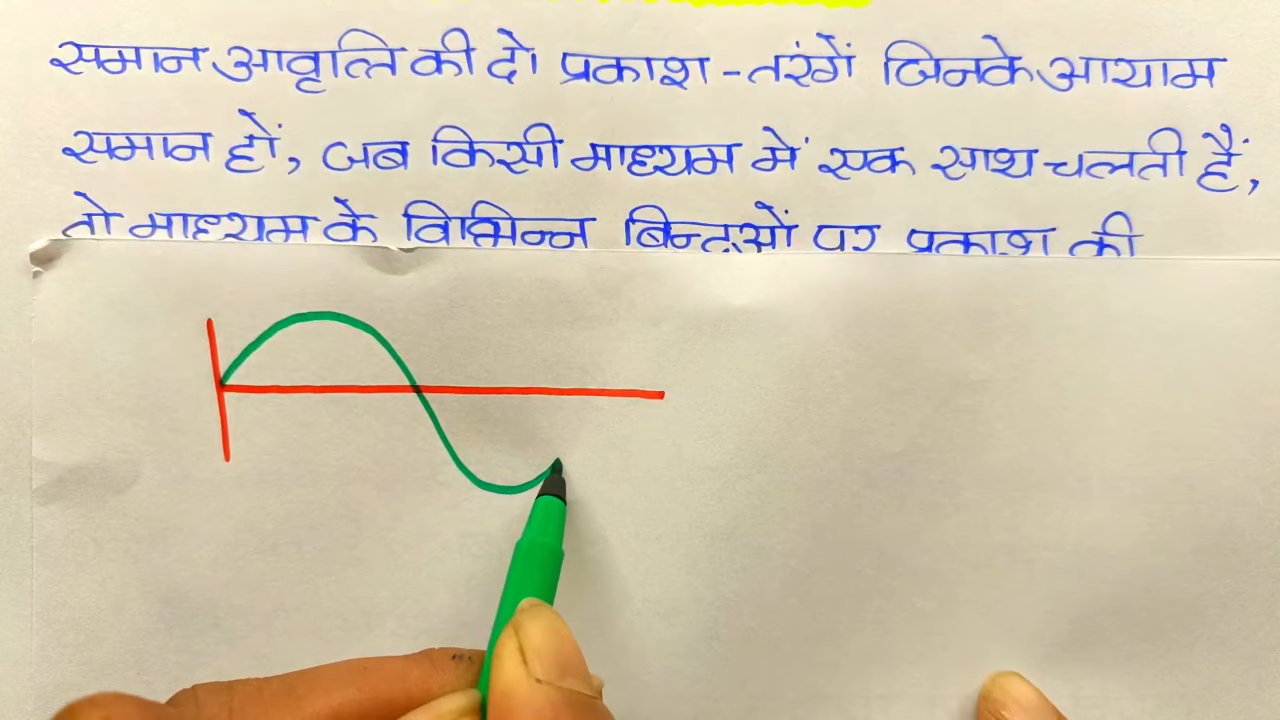 समान आवृत्ति की दो प्रकाश-तरंगें जिनके आयाम
समान हों, जब किसी माध्यम में एक साथ चलती हैं,
तो माध्यम के विभिन्न बिन्दुओं पर प्रकाश की